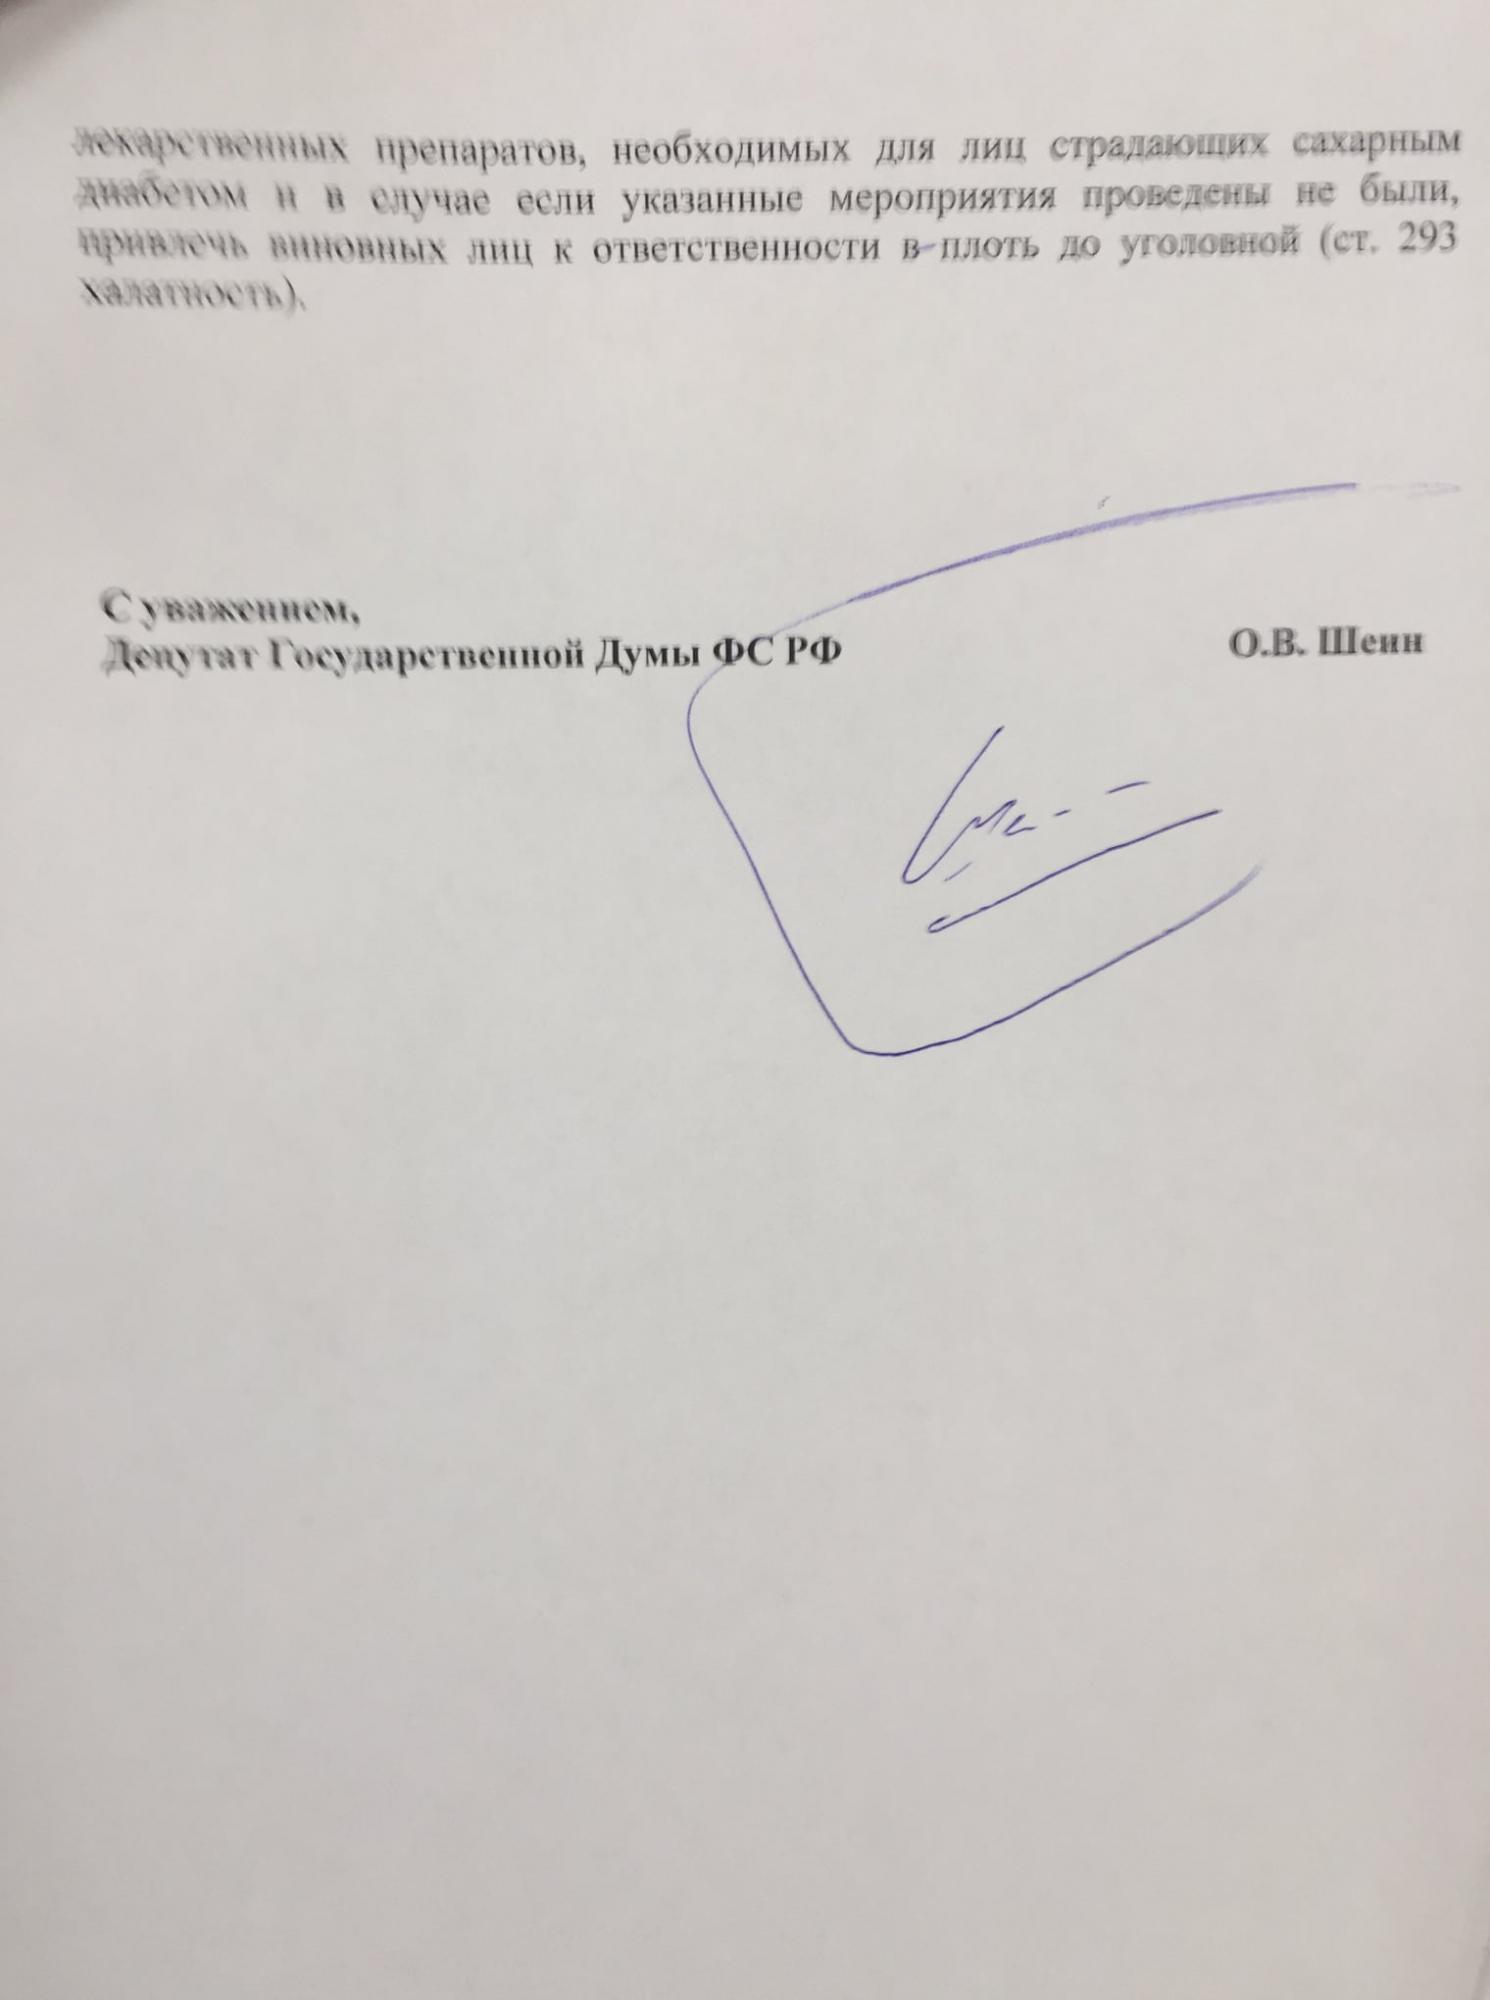 лекарственных препаратов, необходимых для лиц страдающих сахарным
диабетом и в случае если указанные мероприятия проведены не были,
привлечь виновных лиц к ответственности в плоть до уголовной (ст. 293
халатность).
С уважением,
Депутат Государственной Думы ФС РФ О.В. Шеин